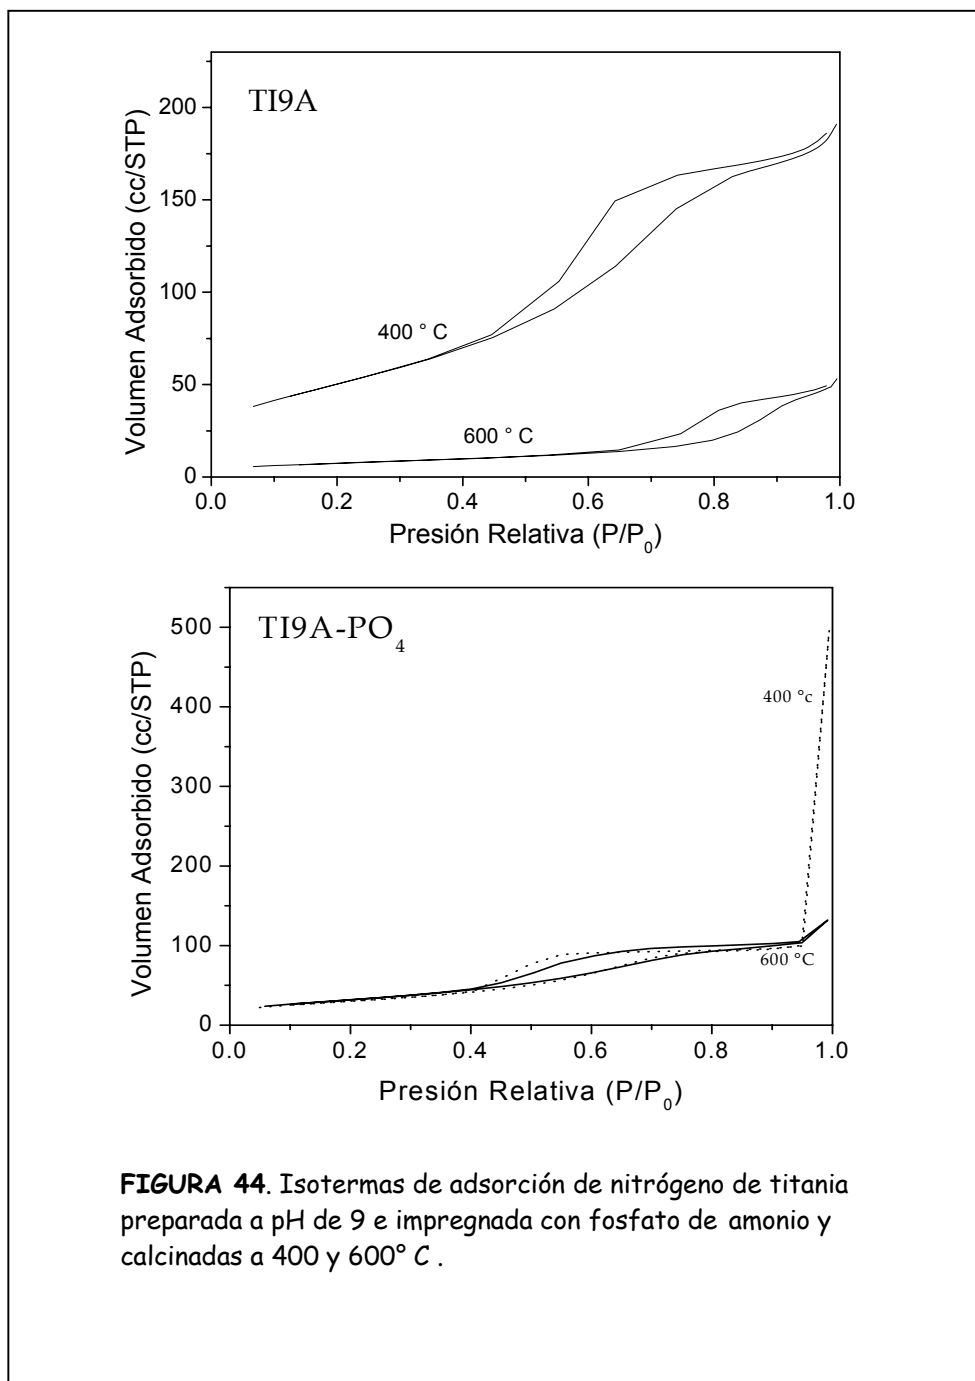 TI9A
Volumen Adsorbido (cc/STP)
200
150
100
50
0
400 ° C
600 ° C
0.0 0.2 0.4 0.6 0.8 1.0
Presión Relativa (P/P0)
TI9A-PO4
Volumen Adsorbido (cc/STP)
500
400
300
200
100
0
400 °c
600 °C
0.0 0.2 0.4 0.6 0.8 1.0
Presión Relativa (P/P0)
FIGURA 44. Isotermas de adsorción de nitrógeno de titania
preparada a pH de 9 e impregnada con fosfato de amonio y
calcinadas a 400 y 600° C .